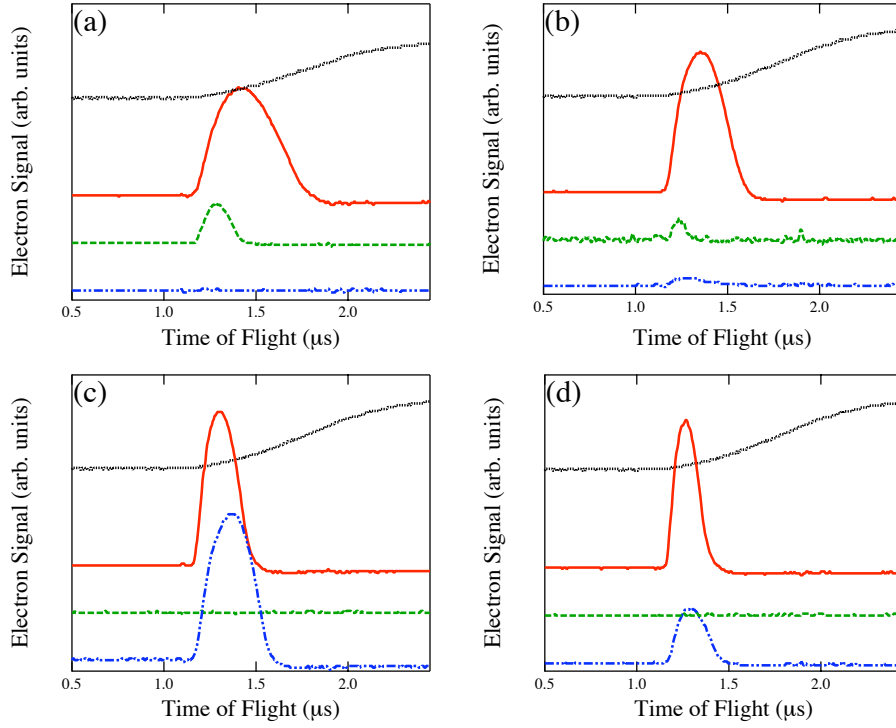 (a)
Electron Signal (arb. units)
0.5 1.0 1.5 2.0
Time of Flight (μs)
(b)
Electron Signal (arb. units)
0.5 1.0 1.5 2.0
Time of Flight (μs)
(c)
Electron Signal (arb. units)
0.5 1.0 1.5 2.0
Time of Flight (μs)
(d)
Electron Signal (arb. units)
0.5 1.0 1.5 2.0
Time of Flight (μs)